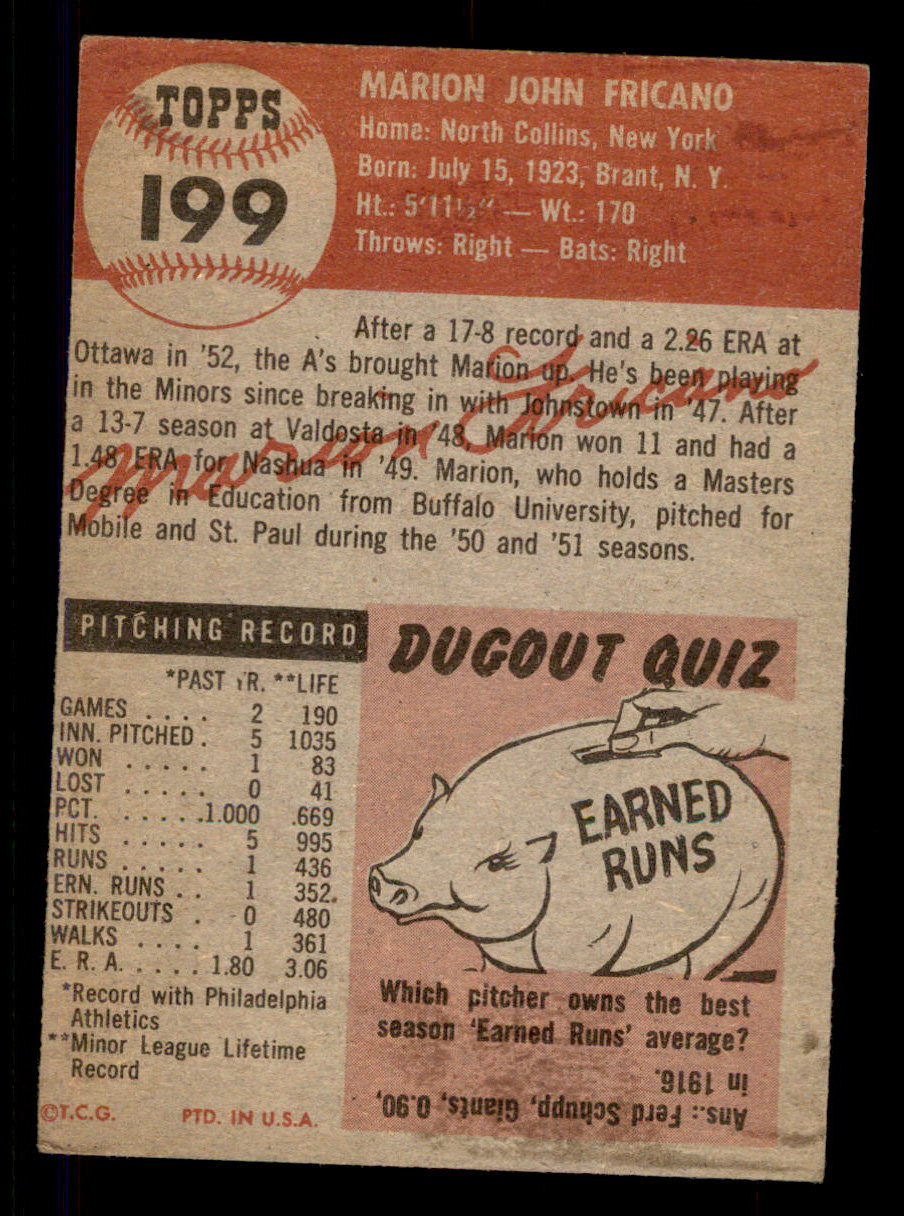 TOPPS
199
MARION JOHN FRICANO
Home: North Collins, New York
Born: July 15, 1923, Brant, N. Y.
Ht.: 5'11½" — Wt.: 170
Throws: Right — Bats: Right
After a 17-8 record and a 2.26 ERA at
Ottawa in '52, the A's brought Marion up. He's been playing
in the Minors since breaking in with Johnstown in '47. After
a 13-7 season at Valdosta in '48, Marion won 11 and had a
1.48 ERA for Nashua in '49. Marion, who holds a Masters
Degree in Education from Buffalo University, pitched for
Mobile and St. Paul during the '50 and '51 seasons.
Marion Fricano
PITCHING RECORD
*PAST YR. **LIFE
GAMES .... 2 190
INN. PITCHED . 5 1035
WON ..... 1 83
LOST ..... 0 41
PCT. .....1.000 .669
HITS ..... 5 995
RUNS ..... 1 436
ERN. RUNS .. 1 352
STRIKEOUTS . 0 480
WALKS .... 1 361
E. R. A. .... 1.80 3.06
*Record with Philadelphia
Athletics
**Minor League Lifetime
Record
©T.C.G. PTD. IN U.S.A.
DUGOUT QUIZ
EARNED
RUNS
Which pitcher owns the best
season 'Earned Runs' average?
Ans.: Ferd Schupp, Giants, 0.90,
in 1916.